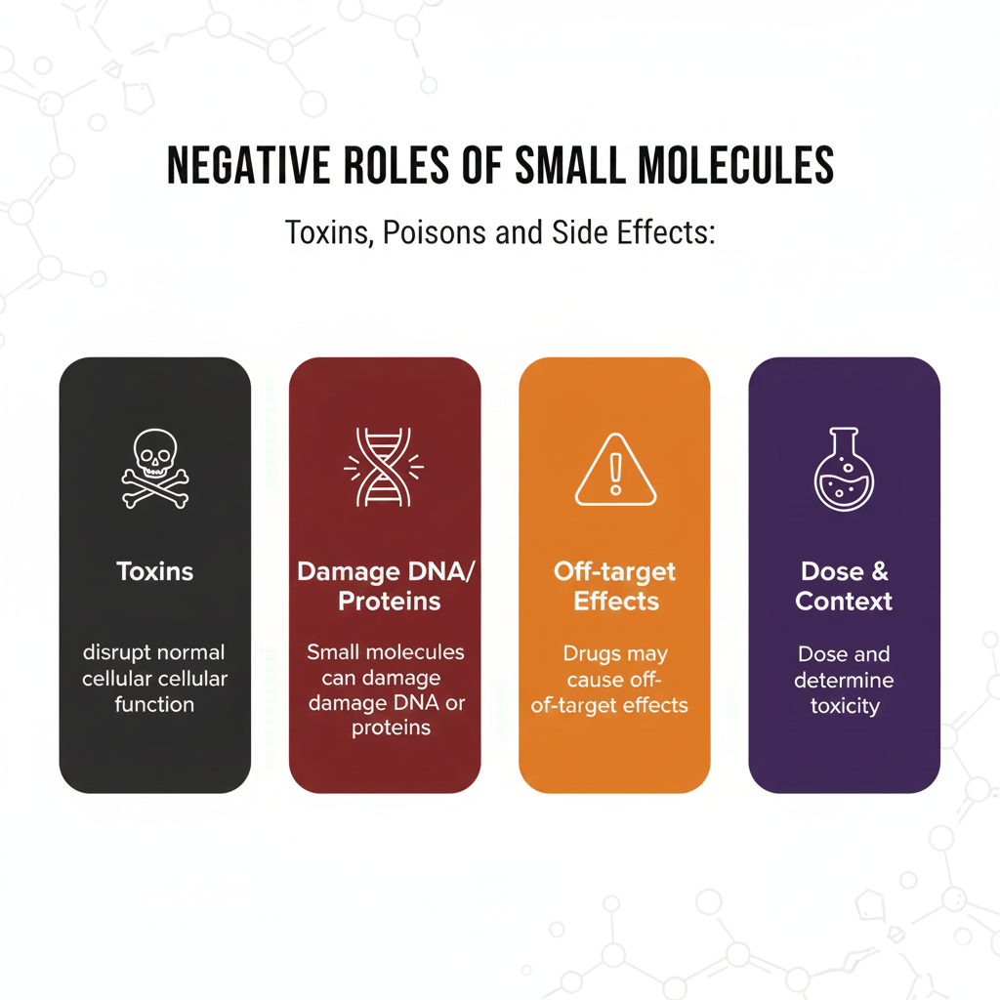 NEGATIVE ROLES OF SMALL MOLECULES
Toxins, Poisons and Side Effects:
Toxins
disrupt normal
cellular cellular
function
Damage DNA/
Proteins
Small molecules
can damage
damage DNA or
proteins
Off-target
Effects
Drugs may
cause off-
of-target effects
Dose &
Context
Dose and
determine
toxicity